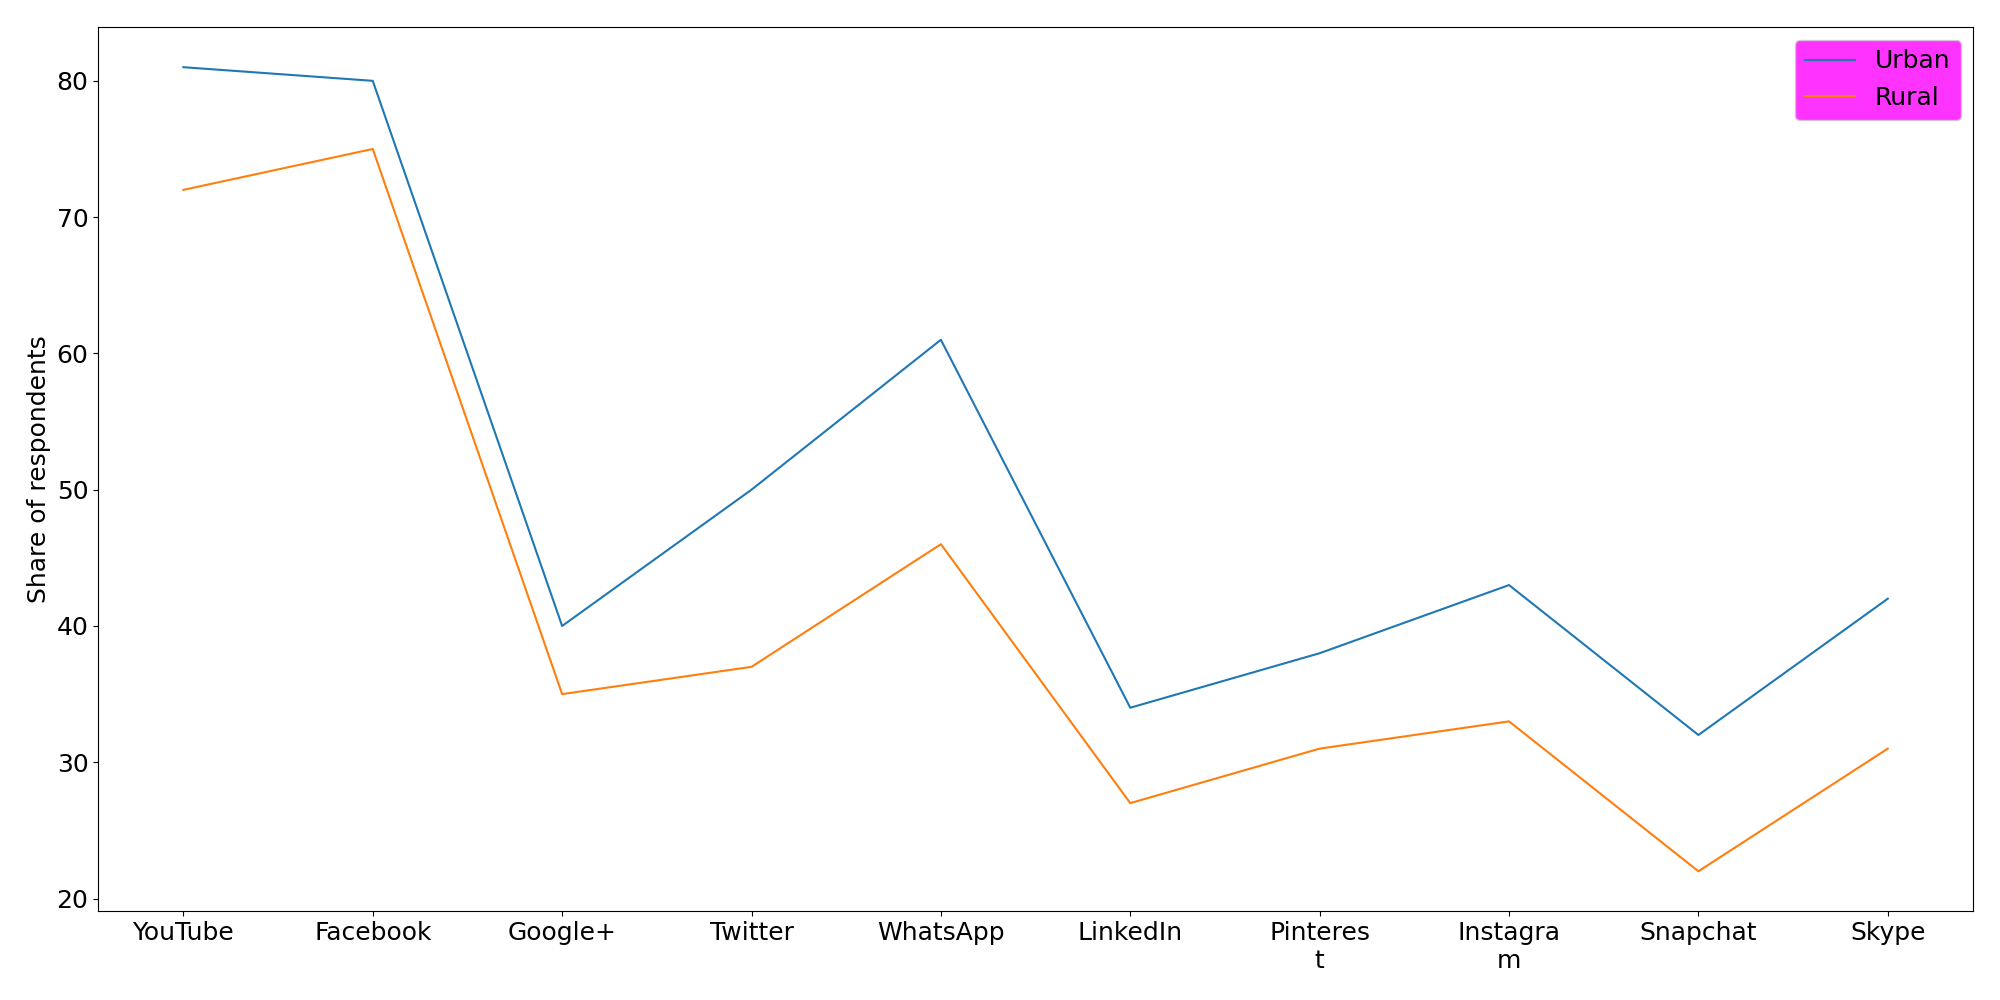 Urban
Rural
Share of respondents
80
70
60
50
40
30
20
YouTube
Facebook
Google+
Twitter
WhatsApp
LinkedIn
Pinteres
t
Instagra
m
Snapchat
Skype